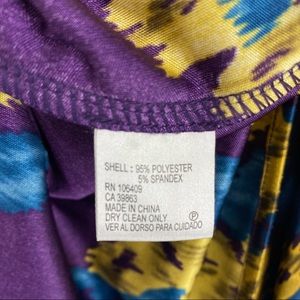 SHELL: 95% POLYESTER
5% SPANDEX
RN 106409
CA 39863
MADE IN CHINA
DRY CLEAN ONLY Ⓟ
VER AL DORSO PARA CUIDADO